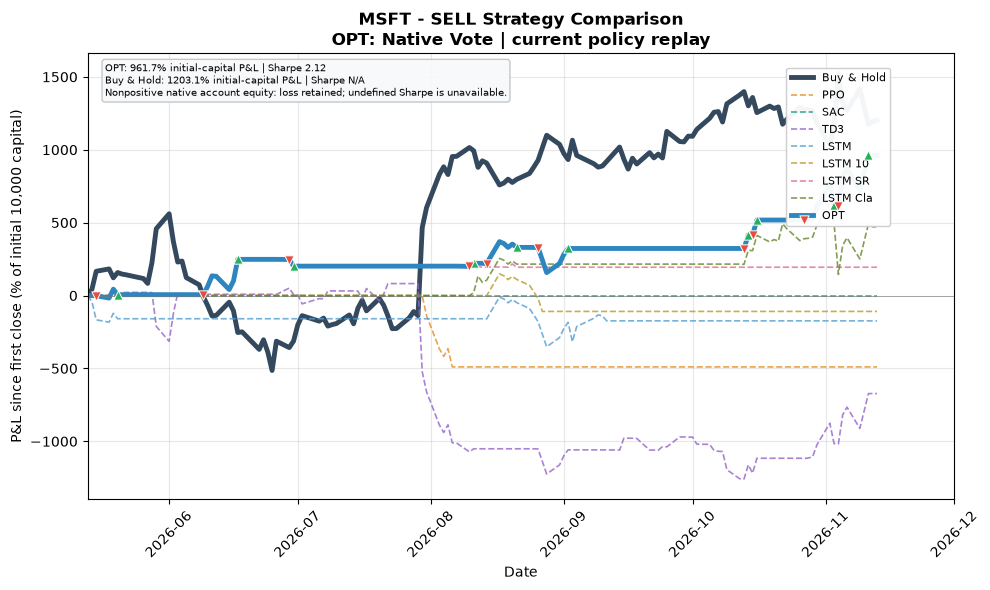 MSFT - SELL Strategy Comparison
OPT: Native Vote | current policy replay
OPT: 961.7% initial-capital P&L | Sharpe 2.12
Buy & Hold: 1203.1% initial-capital P&L | Sharpe N/A
Nonpositive native account equity: loss retained; undefined Sharpe is unavailable.
Buy & Hold
PPO
SAC
TD3
LSTM
LSTM 10
LSTM SR
LSTM Cla
OPT
P&L since first close (% of initial 10,000 capital)
1500
1000
500
0
−500
−1000
2026-06
2026-07
2026-08
2026-09
2026-10
2026-11
2026-12
Date